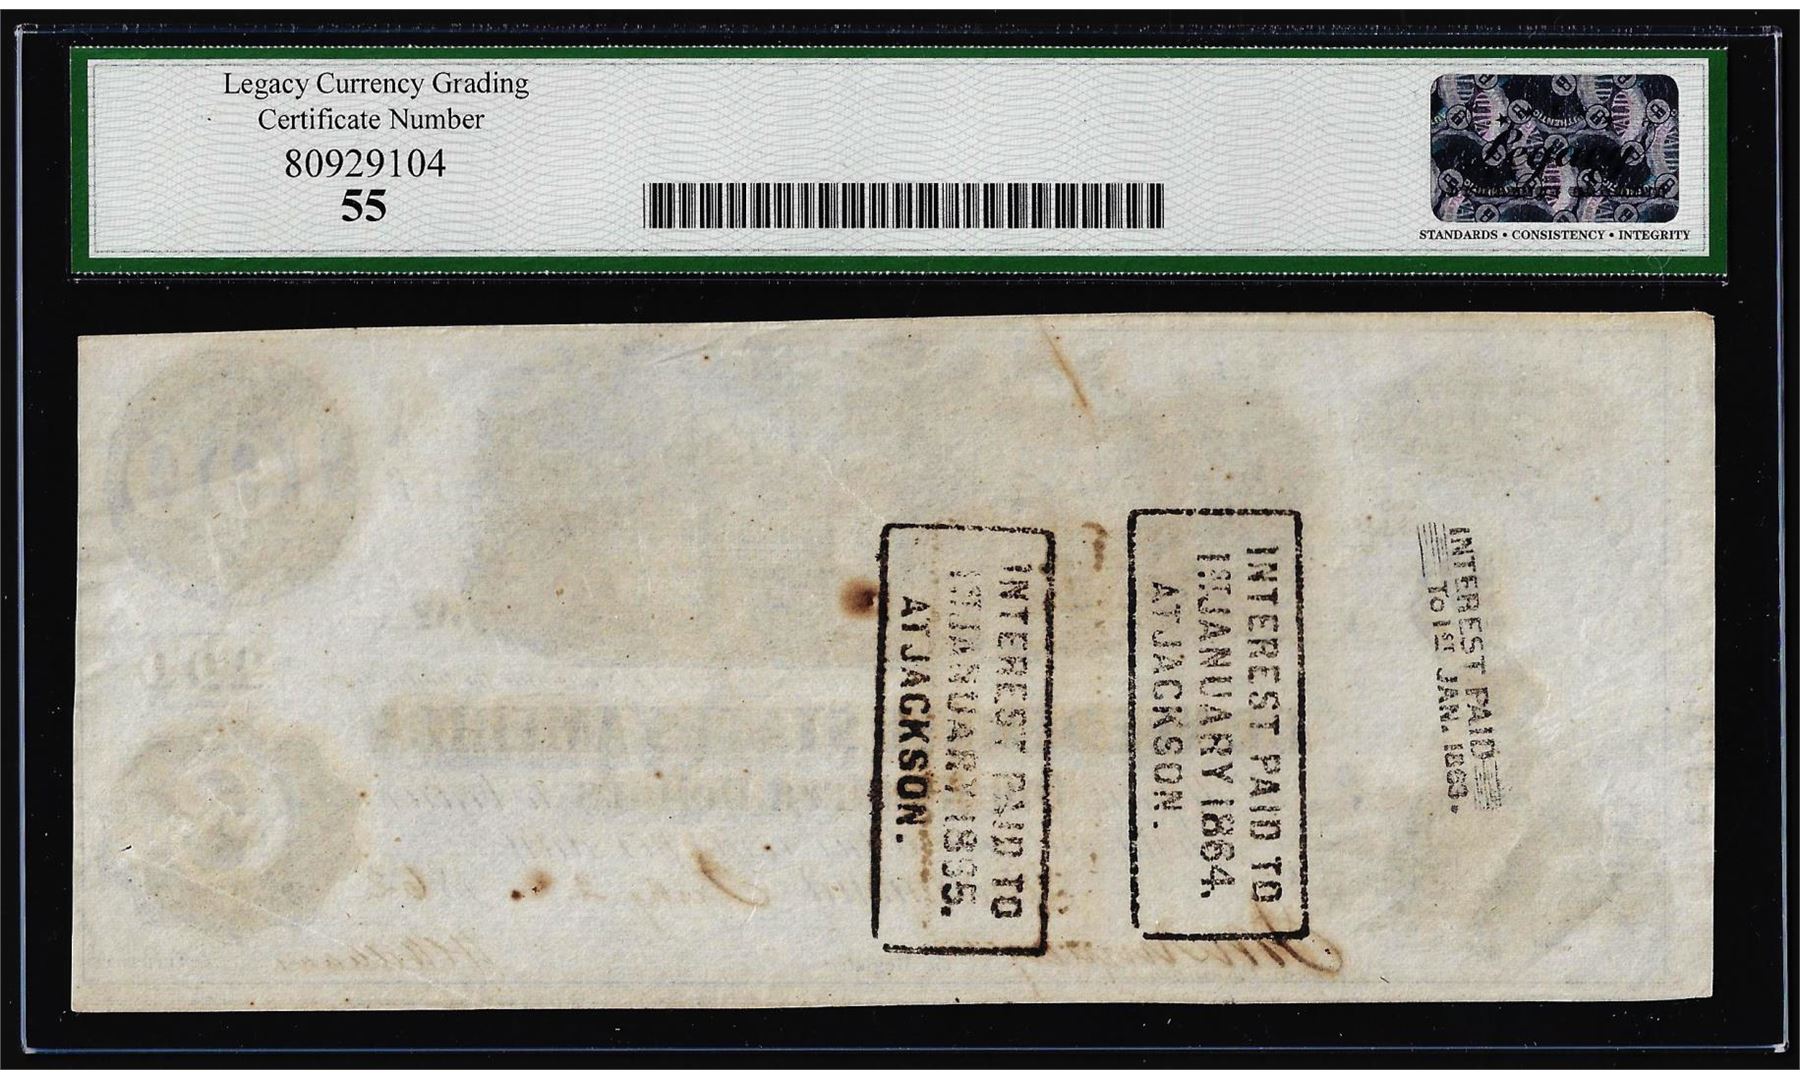 Legacy Currency Grading
Certificate Number
80929104
55
Legacy
STANDARDS • CONSISTENCY • INTEGRITY
INTEREST PAID TO
1ST JANUARY 1865.
AT JACKSON.
INTEREST PAID TO
1ST JANUARY 1864.
AT JACKSON.
INTEREST PAID
TO 1ST JAN. 1863.